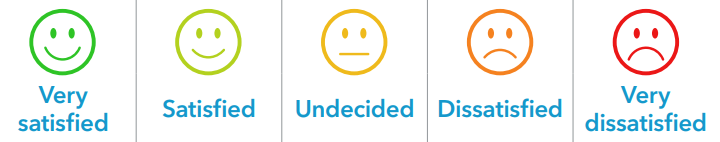 Very
satisfied
Satisfied
Undecided
Dissatisfied
Very
dissatisfied